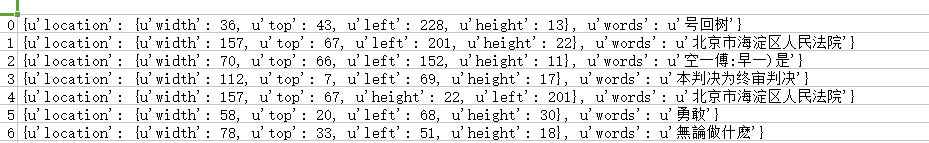 0 {u'location': {u'width': 36, u'top': 43, u'left': 228, u'height': 13}, u'words': u'号回树'}
1 {u'location': {u'width': 157, u'top': 67, u'left': 201, u'height': 22}, u'words': u'北京市海淀区人民法院'}
2 {u'location': {u'width': 70, u'top': 66, u'left': 152, u'height': 11}, u'words': u'空一傅:早一)是'}
3 {u'location': {u'width': 112, u'top': 7, u'left': 69, u'height': 17}, u'words': u'本判决为终审判决'}
4 {u'location': {u'width': 157, u'top': 67, u'height': 22, u'left': 201}, u'words': u'北京市海淀区人民法院'}
5 {u'location': {u'width': 58, u'top': 20, u'left': 68, u'height': 30}, u'words': u'勇敢'}
6 {u'location': {u'width': 78, u'top': 33, u'left': 51, u'height': 18}, u'words': u'無論做什麽'}